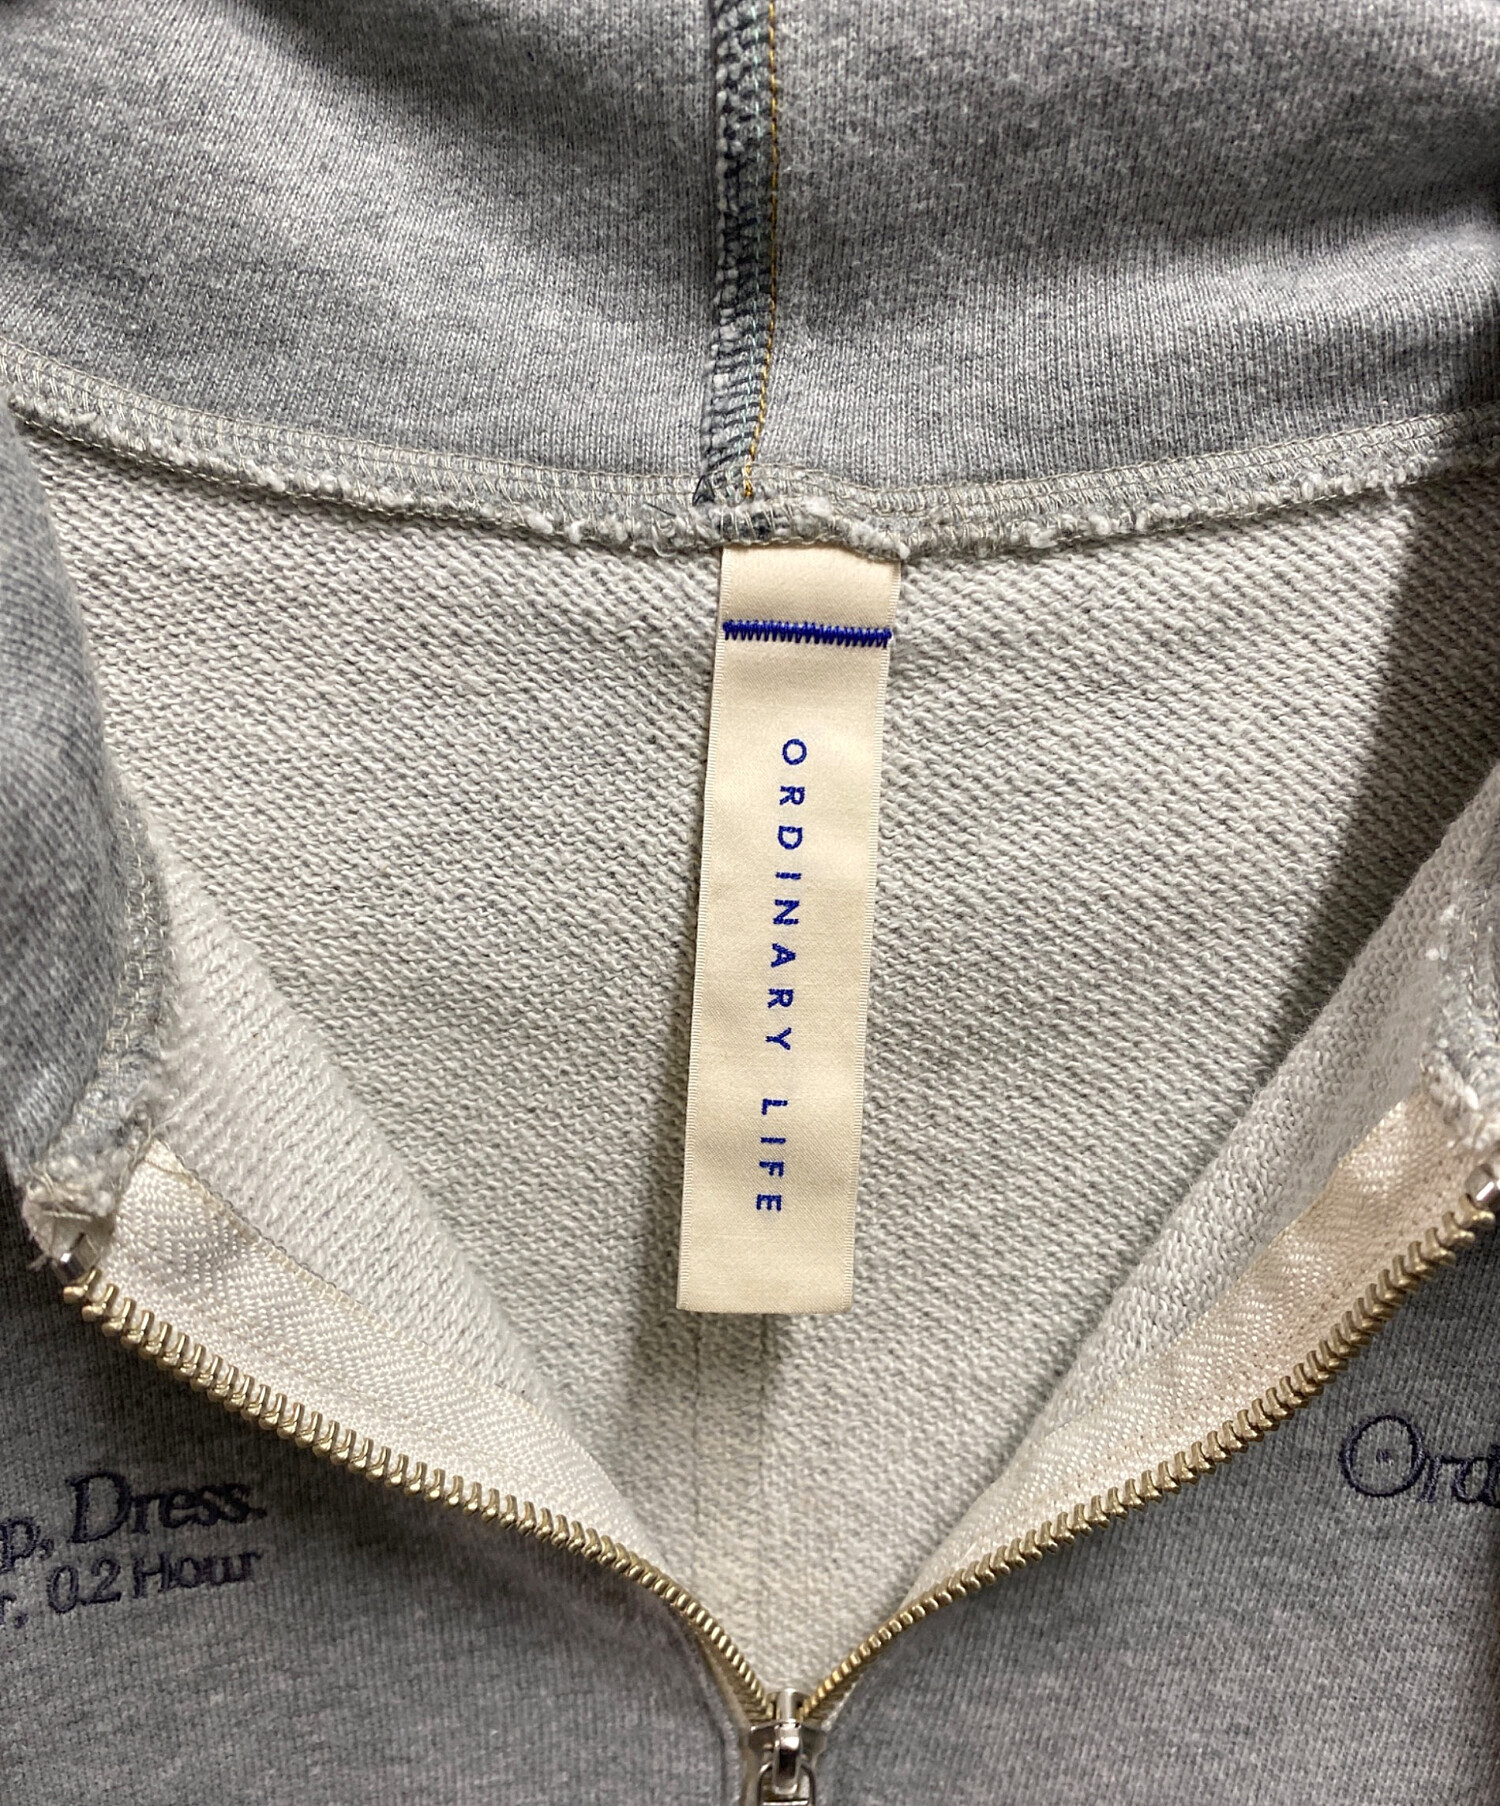 ORDINARY LIFE
p, Dress.
r, 0.2 Hour
Ord